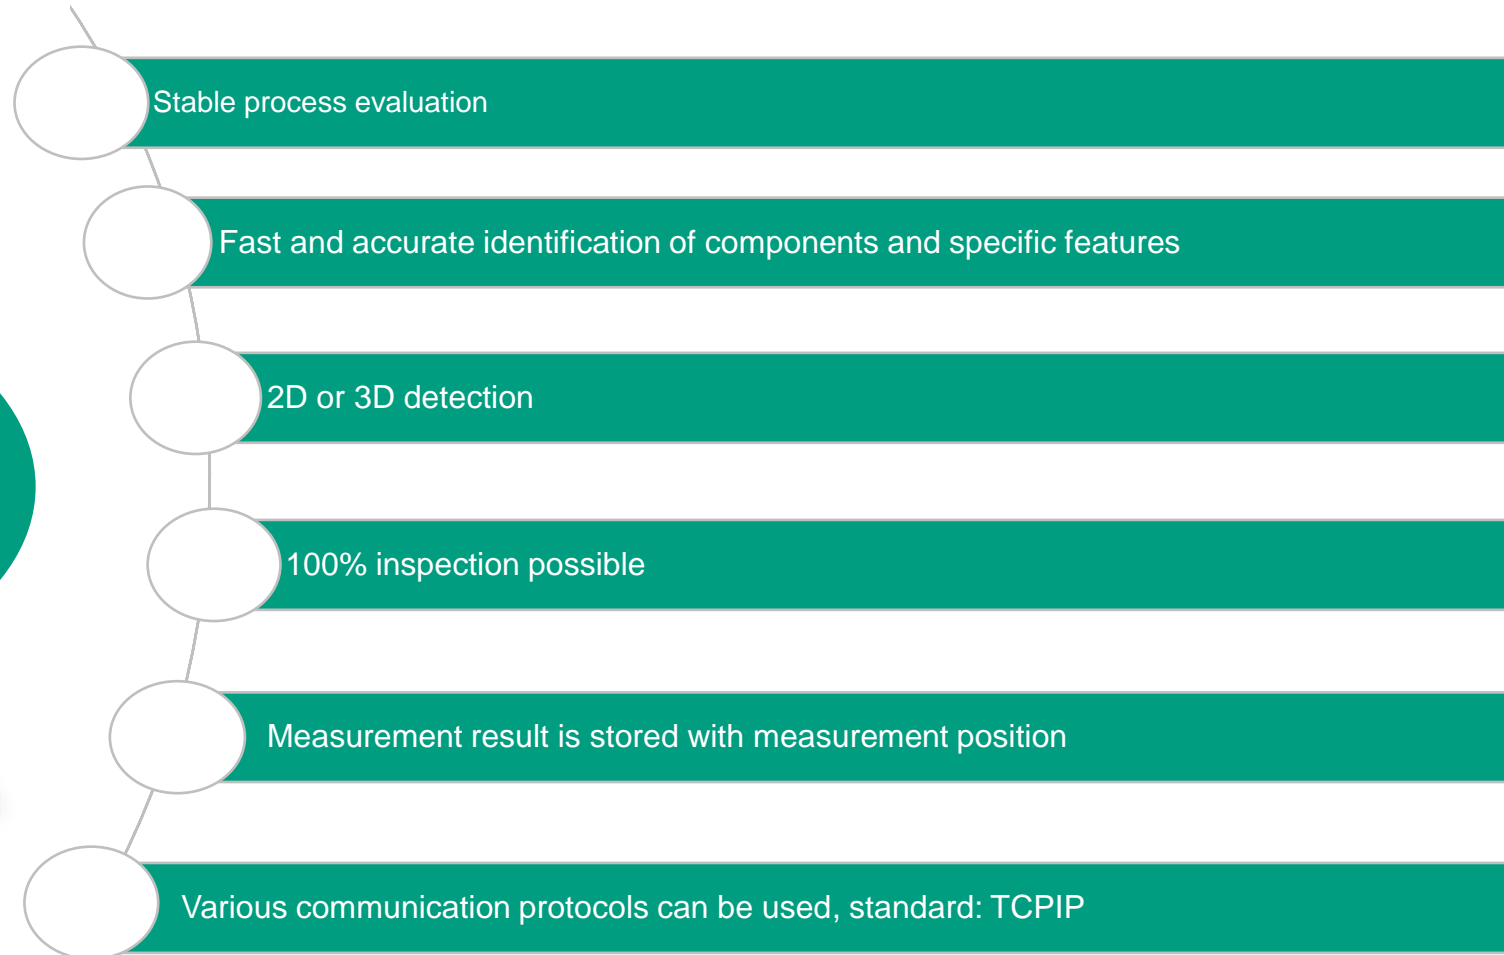 Stable process evaluation
Fast and accurate identification of components and specific features
2D or 3D detection
100% inspection possible
Measurement result is stored with measurement position
Various communication protocols can be used, standard: TCPIP